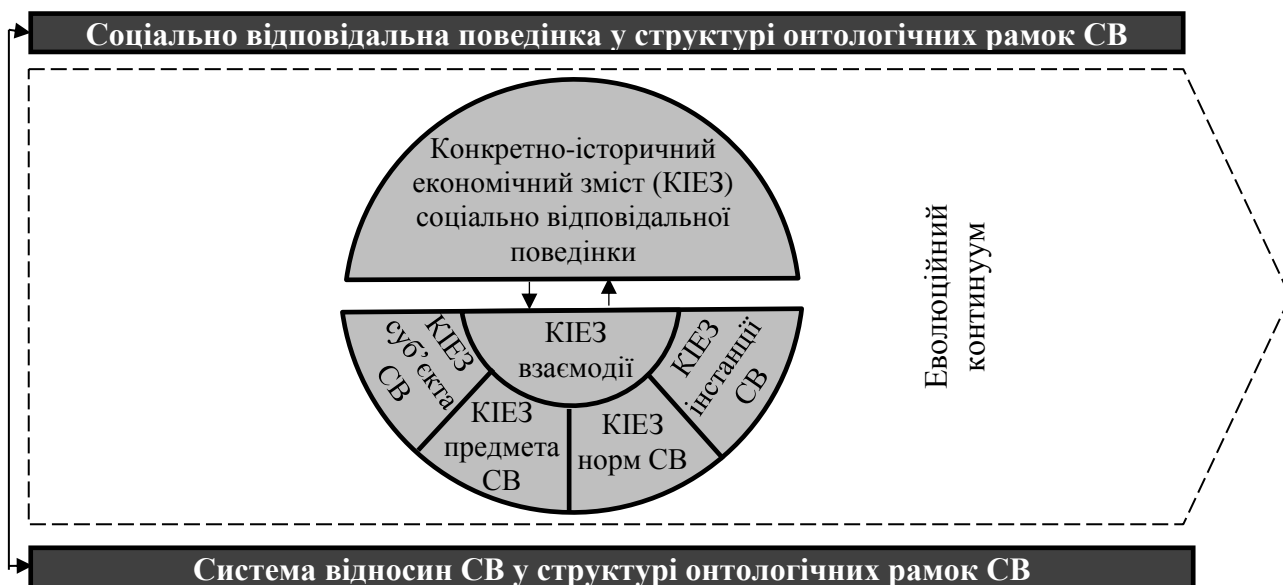 Соціально відповідальна поведінка у структурі онтологічних рамок СВ
Конкретно-історичний
економічний зміст (КІЕЗ)
соціально відповідальної
поведінки
Еволюційний
континуум
КІЕЗ
суб’єкта
СВ
КІЕЗ
взаємодії
КІЕЗ
інстанції
СВ
КІЕЗ
предмета
СВ
КІЕЗ
норм СВ
Система відносин СВ у структурі онтологічних рамок СВ